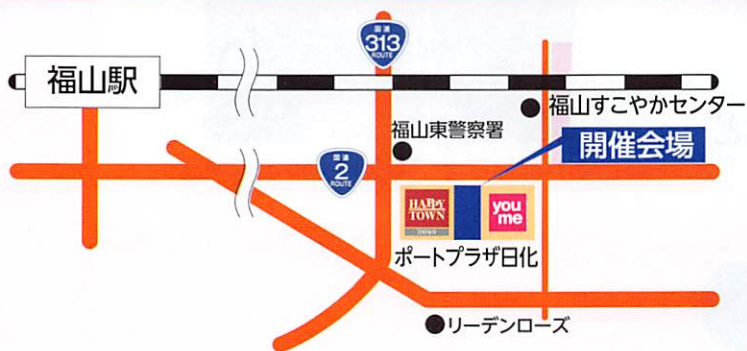 国道
313
ROUTE
福山駅
福山すこやかセンター
福山東警察署
開催会場
国道
2
ROUTE
HAPPY
TOWN
you
me
ポートプラザ日化
リーデンローズ